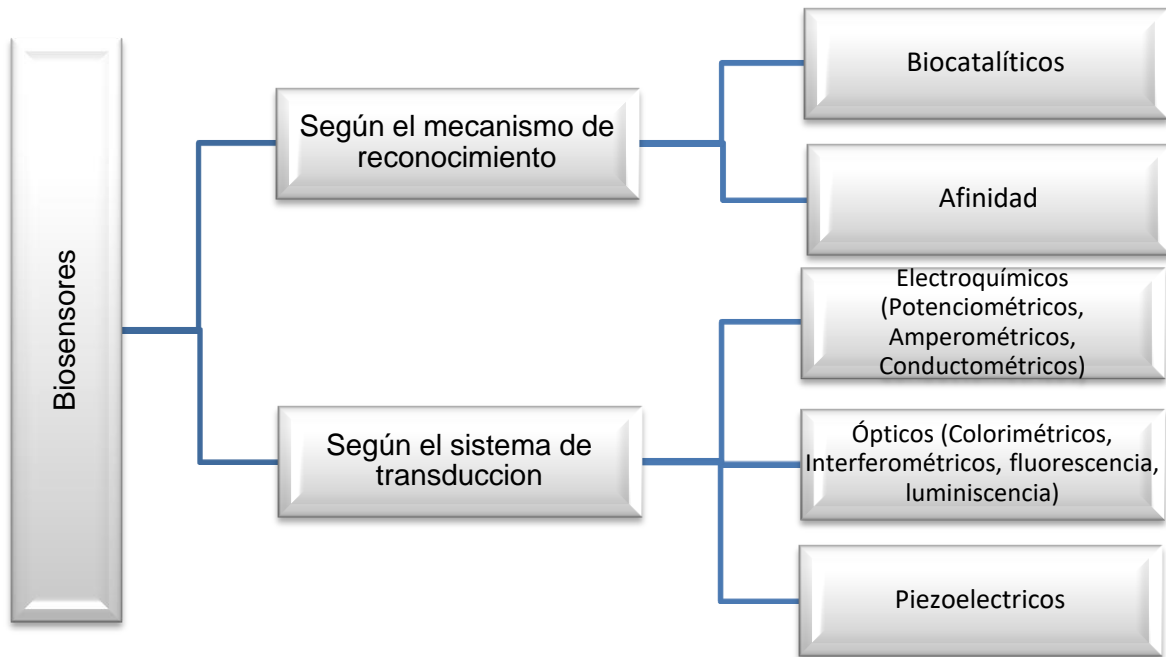 Biosensores
Según el mecanismo de
reconocimiento
Biocatalíticos
Afinidad
Según el sistema de
transduccion
Electroquímicos
(Potenciométricos,
Amperométricos,
Conductométricos)
Ópticos (Colorimétricos,
Interferométricos, fluorescencia,
luminiscencia)
Piezoelectricos